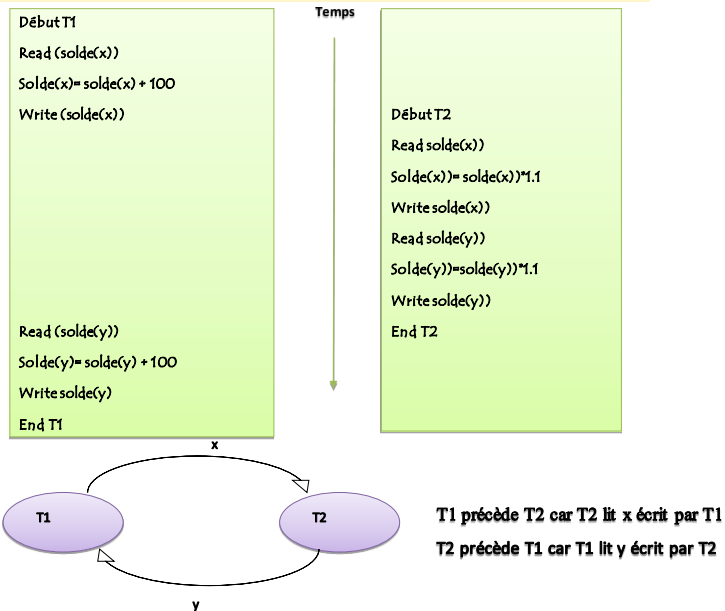 Début T1
Read (solde(x))
Solde(x)= solde(x) + 100
Write (solde(x))
Read (solde(y))
Solde(y)= solde(y) + 100
Write solde(y)
End T1
Temps
Début T2
Read solde(x))
Solde(x))= solde(x))*1.1
Write solde(x))
Read solde(y))
Solde(y))=solde(y))*1.1
Write solde(y))
End T2
x
T1
T2
y
T1 précède T2 car T2 lit x écrit par T1
T2 précède T1 car T1 lit y écrit par T2